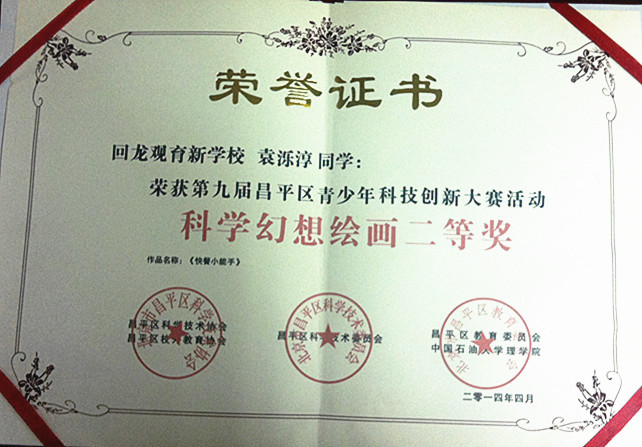 荣誉证书
回龙观育新学校 袁泺淳 同学：
荣获第九届昌平区青少年科技创新大赛活动
科学幻想绘画二等奖
作品名称：《快餐小能手》
昌平区科学技术协会 昌平区科学技术委员会 昌平区教育委员会
昌平区校外教育协会 中国石油大学理学院
二零一四年四月